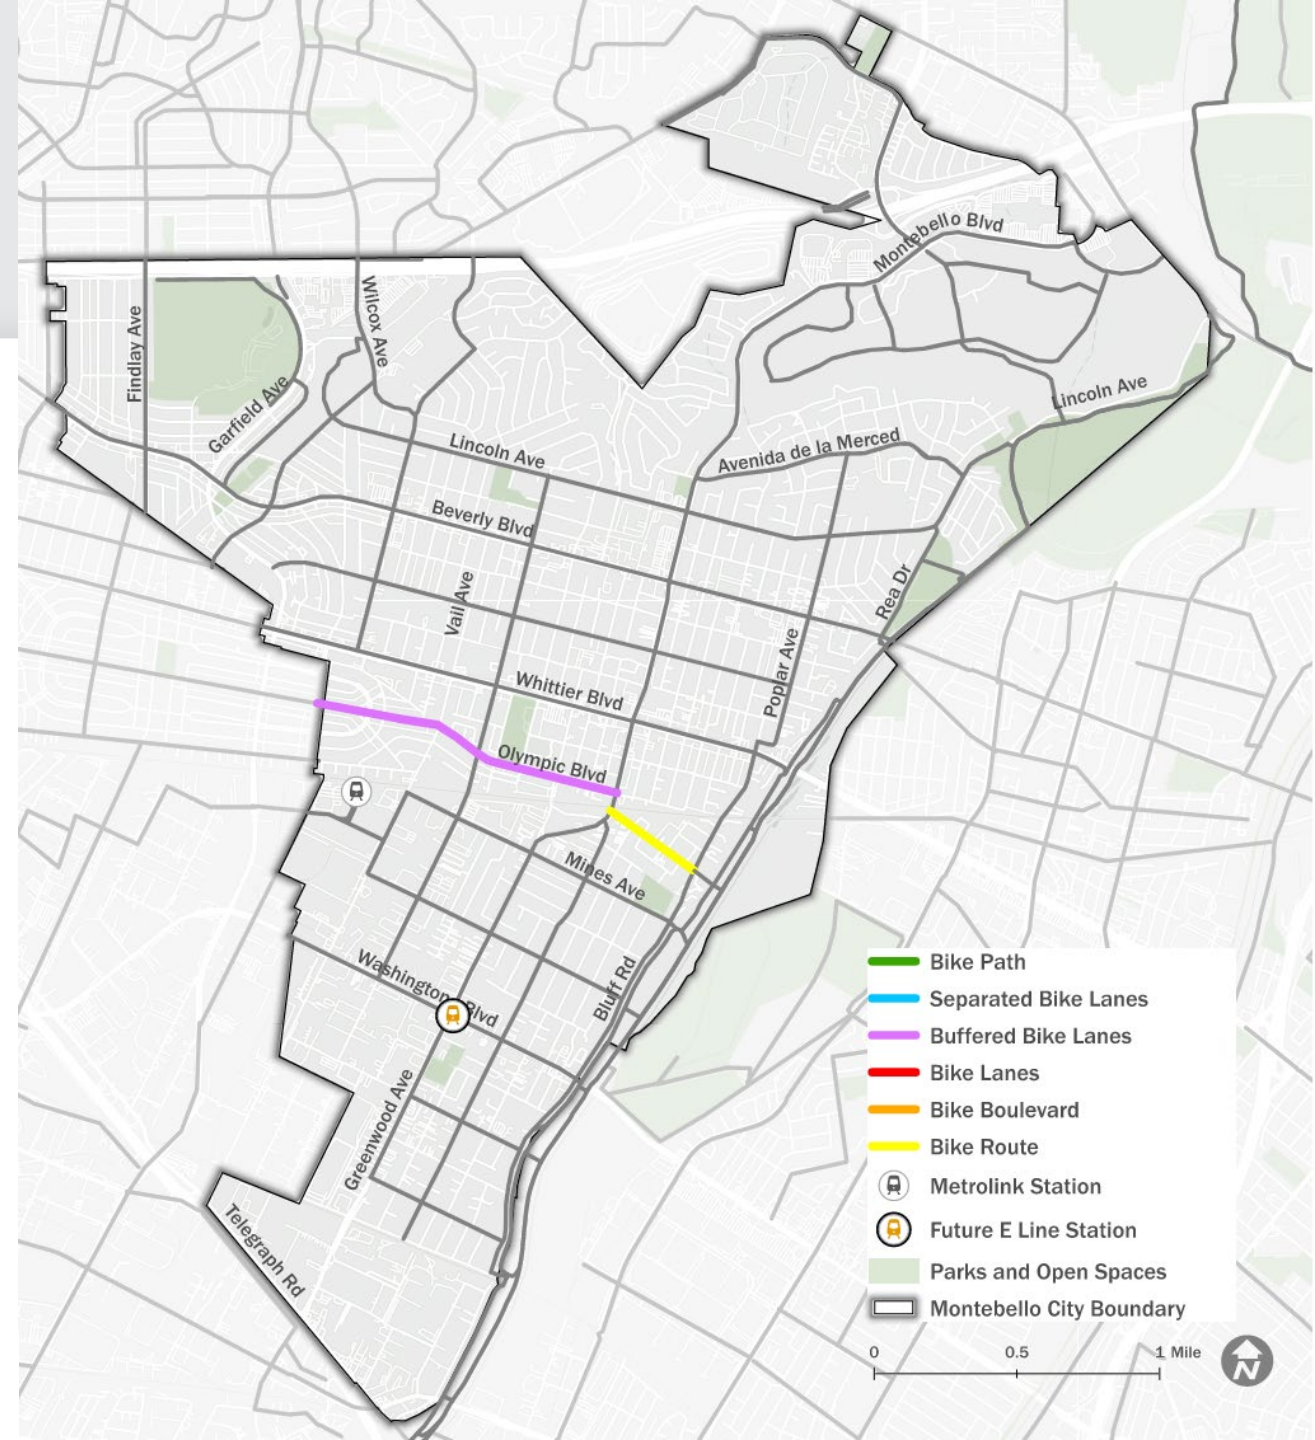 Montebello Blvd
Wilcox Ave
Findlay Ave
Garfield Ave
Lincoln Ave
Lincoln Ave
Avenida de la Merced
Beverly Blvd
Vail Ave
Rea Dr
Poplar Ave
Whittier Blvd
Olympic Blvd
Mines Ave
Washington Blvd
Bluff Rd
Greenwood Ave
Telegraph Rd
Bike Path
Separated Bike Lanes
Buffered Bike Lanes
Bike Lanes
Bike Boulevard
Bike Route
Metrolink Station
Future E Line Station
Parks and Open Spaces
Montebello City Boundary
0 0.5 1 Mile
N